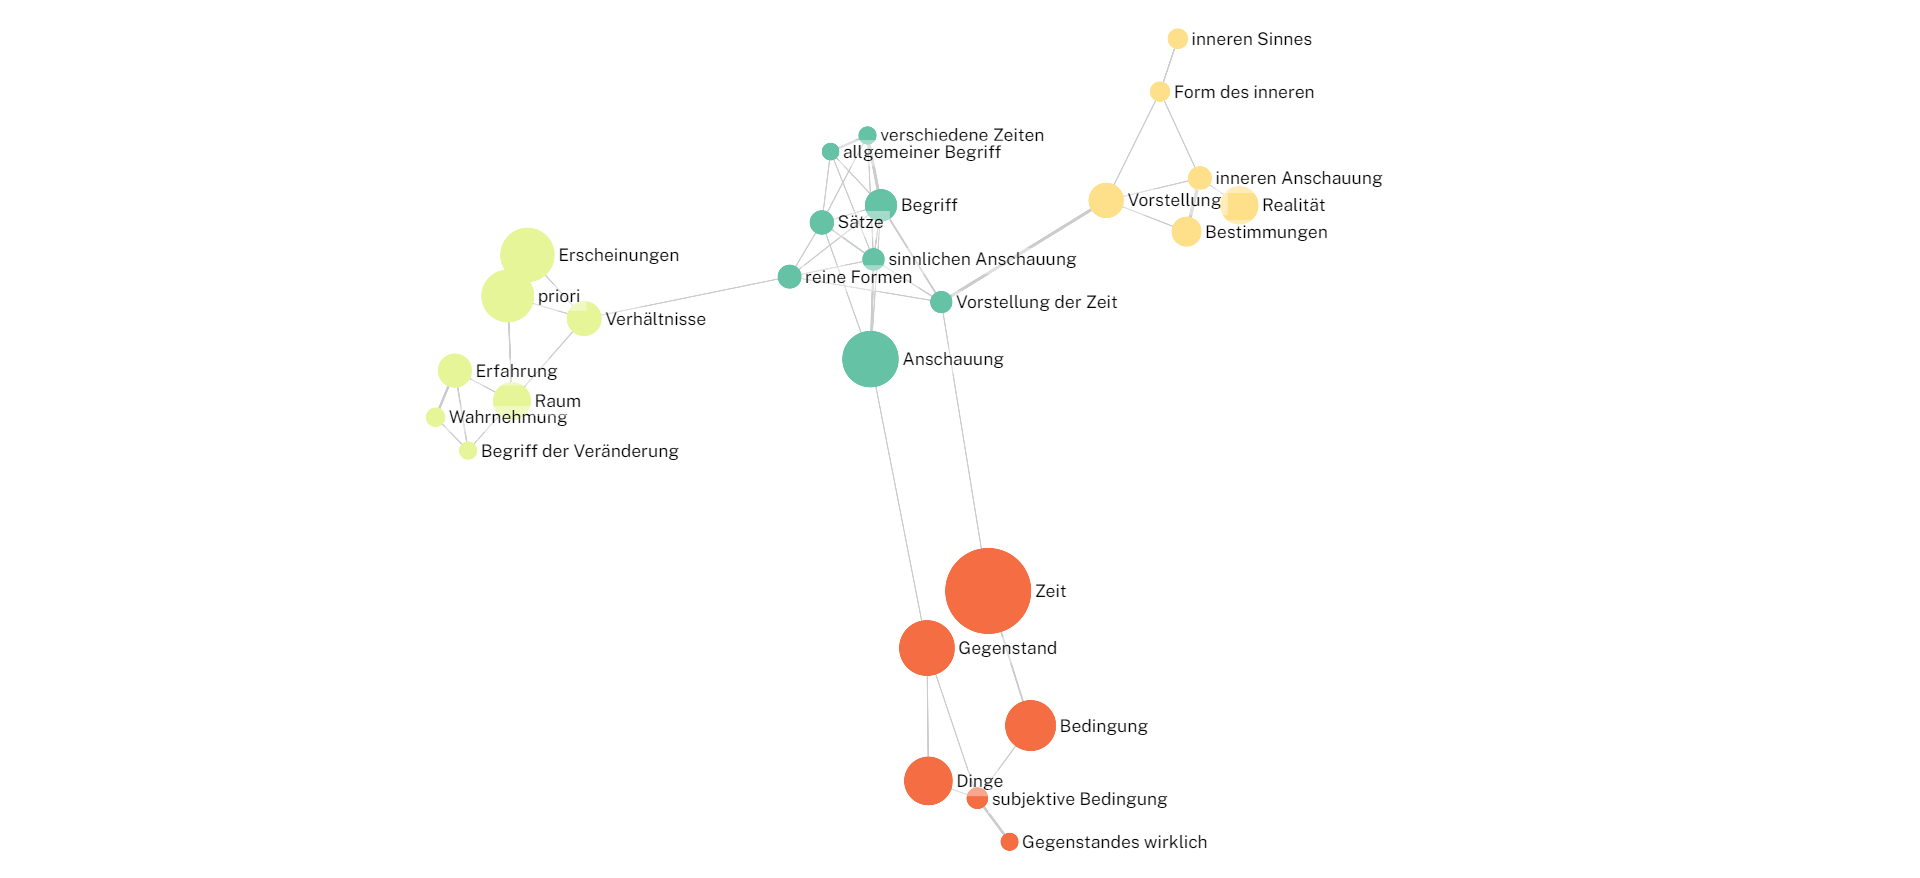 inneren Sinnes
Form des inneren
verschiedene Zeiten
allgemeiner Begriff
inneren Anschauung
Vorstellung
Realität
Begriff
Sätze
Bestimmungen
Erscheinungen
sinnlichen Anschauung
reine Formen
priori
Vorstellung der Zeit
Verhältnisse
Anschauung
Erfahrung
Raum
Wahrnehmung
Begriff der Veränderung
Zeit
Gegenstand
Bedingung
Dinge
subjektive Bedingung
Gegenstandes wirklich